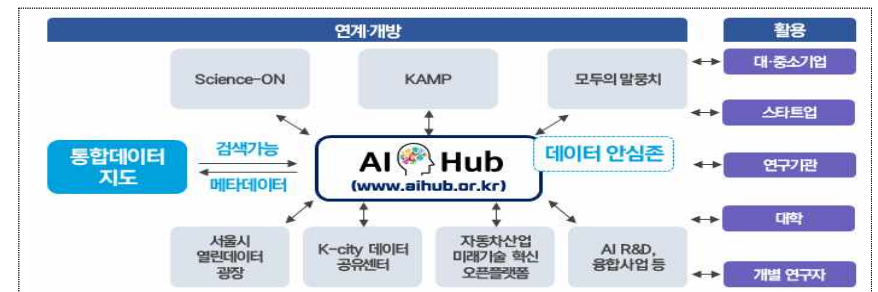 연계·개방
활용
Science-ON
KAMP
모두의 말뭉치
대·중소기업
스타트업
통합데이터
지도
검색가능
메타데이터
AI Hub
(www.aihub.or.kr)
데이터 안심존
연구기관
대학
서울시
열린데이터
광장
K-city 데이터
공유센터
자동차산업
미래기술 혁신
오픈플랫폼
AI R&D,
융합사업 등
개별 연구자